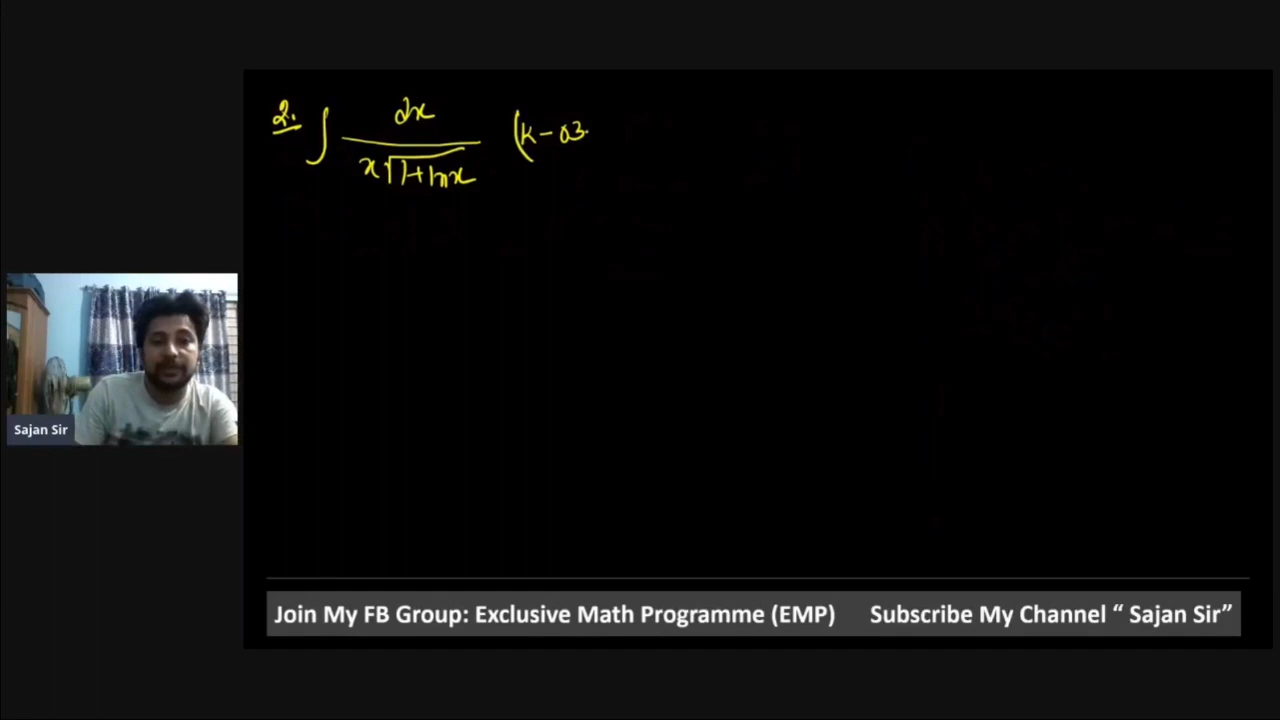 2. ∫ dx / x√1+lnx (K-03.
Sajan Sir
Join My FB Group: Exclusive Math Programme (EMP) Subscribe My Channel “ Sajan Sir”